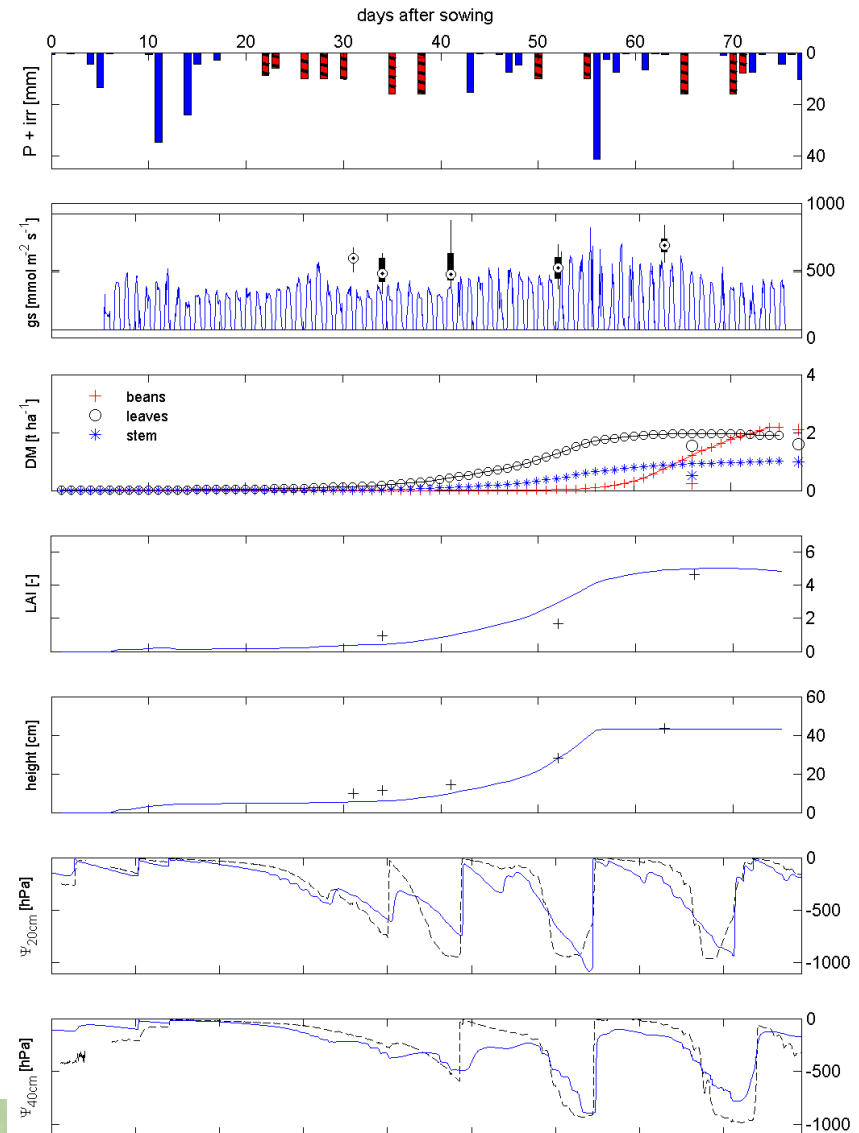 days after sowing
0 10 20 30 40 50 60 70
P + irr [mm]
0
20
40
gs [mmol m⁻² s⁻¹]
1000
500
0
DM [t ha⁻¹]
beans
leaves
stem
4
2
0
LAI [-]
6
4
2
0
height [cm]
60
40
20
0
Ψ20cm [hPa]
0
-500
-1000
Ψ40cm [hPa]
0
-500
-1000